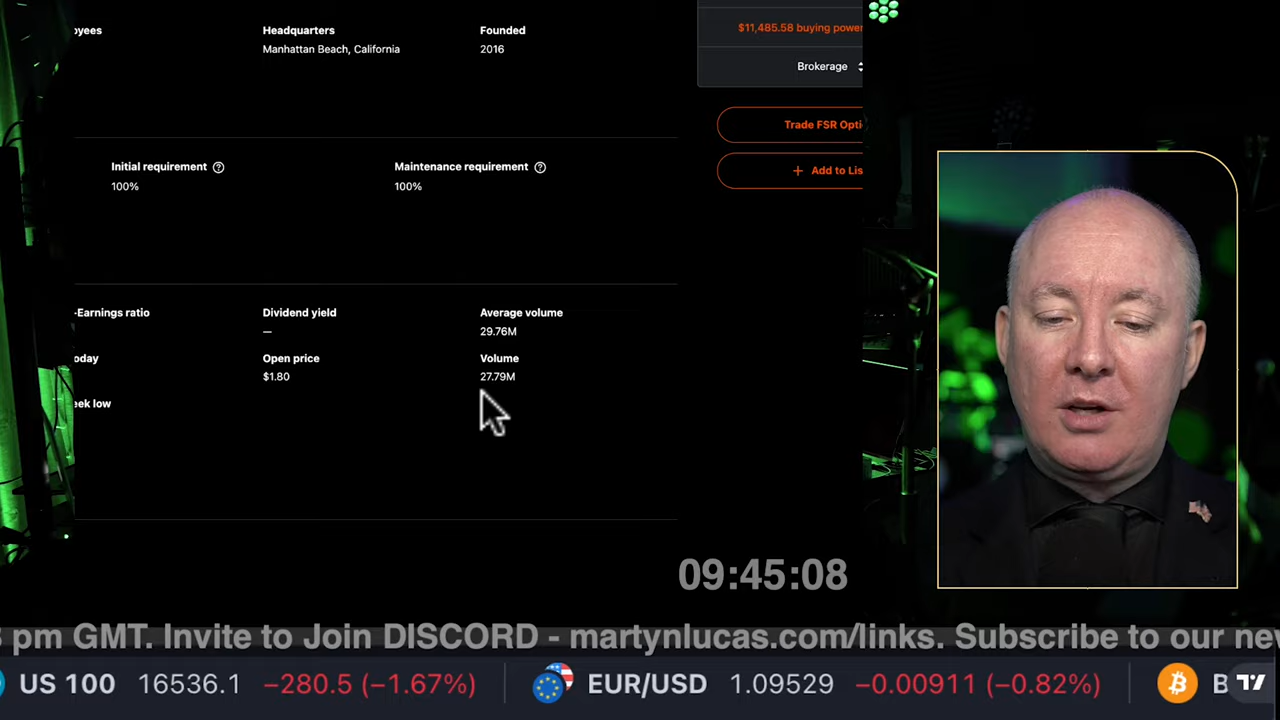 oyees
Headquarters
Founded
Manhattan Beach, California
2016
$11,485.58 buying power
Brokerage
Trade FSR Opti
+ Add to Lis
Initial requirement ?
Maintenance requirement ?
100%
100%
-Earnings ratio
Dividend yield
Average volume
—
29.76M
oday
Open price
Volume
$1.80
27.79M
eek low
09:45:08
pm GMT. Invite to Join DISCORD - martynlucas.com/links. Subscribe to our ne
US 100 16536.1 −280.5 (−1.67%) EUR/USD 1.09529 −0.00911 (−0.82%) B